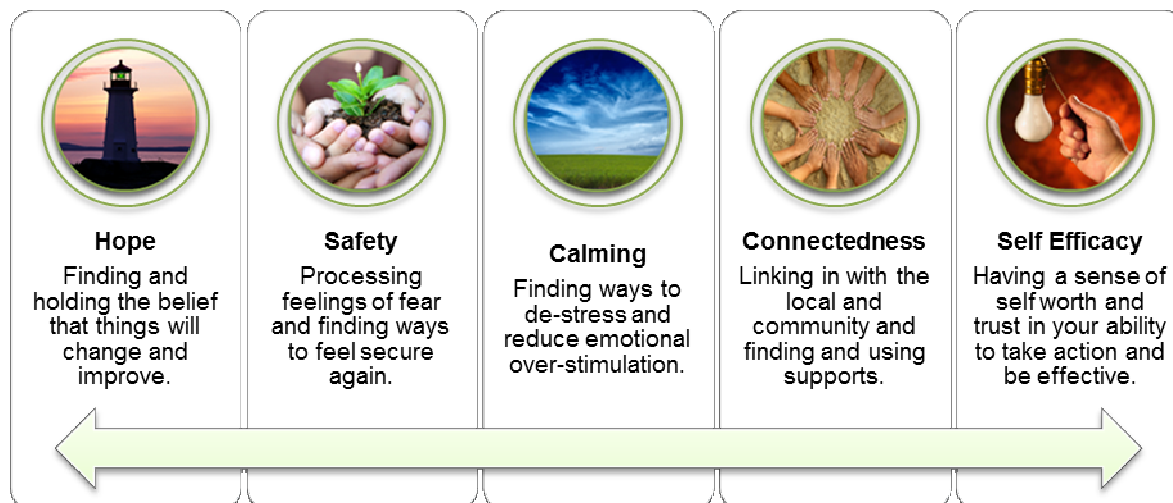 Hope
Finding and
holding the belief
that things will
change and
improve.
Safety
Processing
feelings of fear
and finding ways
to feel secure
again.
Calming
Finding ways to
de-stress and
reduce emotional
over-stimulation.
Connectedness
Linking in with the
local and
community and
finding and using
supports.
Self Efficacy
Having a sense of
self worth and
trust in your ability
to take action and
be effective.